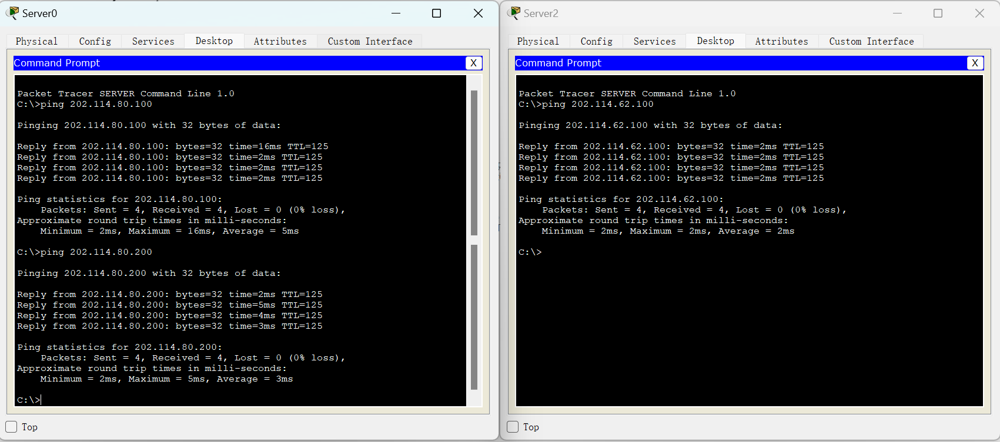 Server0
Physical Config Services Desktop Attributes Custom Interface
Command Prompt X
Packet Tracer SERVER Command Line 1.0
C:\>ping 202.114.80.100
Pinging 202.114.80.100 with 32 bytes of data:
Reply from 202.114.80.100: bytes=32 time=16ms TTL=125
Reply from 202.114.80.100: bytes=32 time=2ms TTL=125
Reply from 202.114.80.100: bytes=32 time=2ms TTL=125
Reply from 202.114.80.100: bytes=32 time=2ms TTL=125
Ping statistics for 202.114.80.100:
Packets: Sent = 4, Received = 4, Lost = 0 (0% loss),
Approximate round trip times in milli-seconds:
Minimum = 2ms, Maximum = 16ms, Average = 5ms
C:\>ping 202.114.80.200
Pinging 202.114.80.200 with 32 bytes of data:
Reply from 202.114.80.200: bytes=32 time=2ms TTL=125
Reply from 202.114.80.200: bytes=32 time=5ms TTL=125
Reply from 202.114.80.200: bytes=32 time=4ms TTL=125
Reply from 202.114.80.200: bytes=32 time=3ms TTL=125
Ping statistics for 202.114.80.200:
Packets: Sent = 4, Received = 4, Lost = 0 (0% loss),
Approximate round trip times in milli-seconds:
Minimum = 2ms, Maximum = 5ms, Average = 3ms
C:\>
Top
Server2
Physical Config Services Desktop Attributes Custom Interface
Command Prompt X
Packet Tracer SERVER Command Line 1.0
C:\>ping 202.114.62.100
Pinging 202.114.62.100 with 32 bytes of data:
Reply from 202.114.62.100: bytes=32 time=2ms TTL=125
Reply from 202.114.62.100: bytes=32 time=2ms TTL=125
Reply from 202.114.62.100: bytes=32 time=2ms TTL=125
Reply from 202.114.62.100: bytes=32 time=2ms TTL=125
Ping statistics for 202.114.62.100:
Packets: Sent = 4, Received = 4, Lost = 0 (0% loss),
Approximate round trip times in milli-seconds:
Minimum = 2ms, Maximum = 2ms, Average = 2ms
C:\>
Top